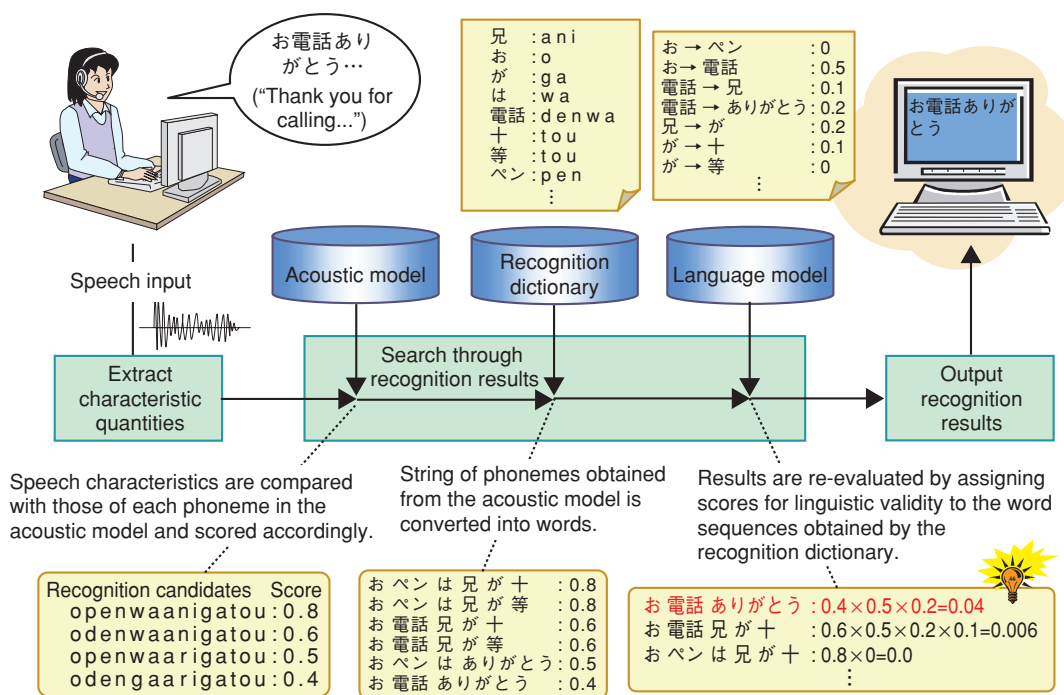 お電話あり
がとう…
(“Thank you for
calling...”)
兄 : ani
お : o
が : ga
は : wa
電話 : denwa
十 : tou
等 : tou
ペン : pen
⋮
お → ペン : 0
お → 電話 : 0.5
電話 → 兄 : 0.1
電話 → ありがとう : 0.2
兄 → が : 0.2
が → 十 : 0.1
が → 等 : 0
⋮
お電話ありが
とう
Speech input
Acoustic model
Recognition
dictionary
Language model
Extract
characteristic
quantities
Search through
recognition results
Output
recognition
results
Speech characteristics are compared
with those of each phoneme in the
acoustic model and scored accordingly.
String of phonemes obtained
from the acoustic model is
converted into words.
Results are re-evaluated by assigning
scores for linguistic validity to the word
sequences obtained by the
recognition dictionary.
Recognition candidates Score
openwaanigatou : 0.8
odenwaanigatou : 0.6
openwaarigatou : 0.5
odengaarigatou : 0.4
お ペン は 兄 が 十 : 0.8
お ペン は 兄 が 等 : 0.8
お 電話 兄 が 十 : 0.6
お 電話 兄 が 等 : 0.6
お ペン は ありがとう : 0.5
お 電話 ありがとう : 0.4
お 電話 ありがとう : 0.4×0.5×0.2=0.04
お 電話 兄 が 十 : 0.6×0.5×0.2×0.1=0.006
お ペン は 兄 が 十 : 0.8×0=0.0
⋮